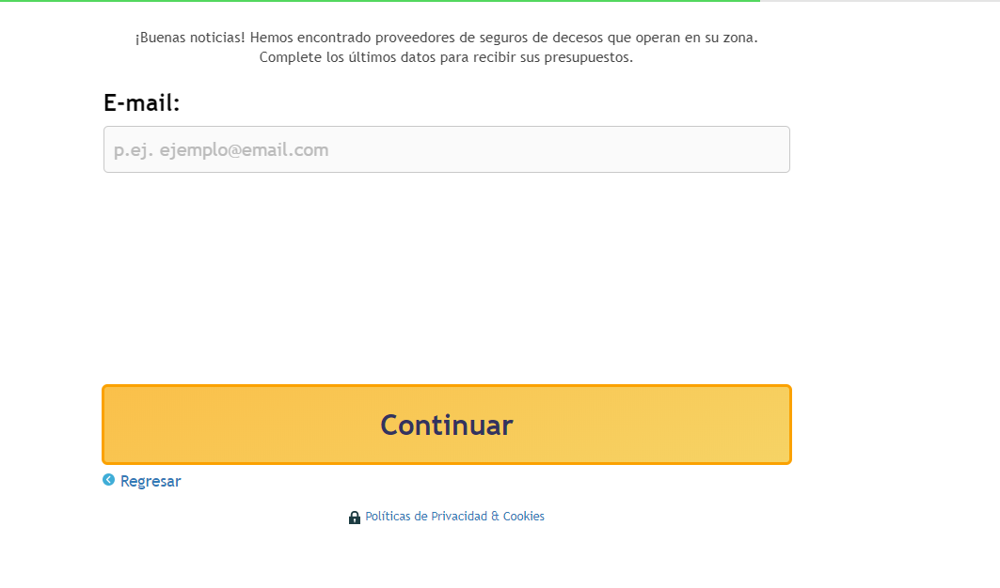 ¡Buenas noticias! Hemos encontrado proveedores de seguros de decesos que operan en su zona.
Complete los últimos datos para recibir sus presupuestos.
E-mail:
p.ej. ejemplo@email.com
Continuar
Regresar
Políticas de Privacidad & Cookies